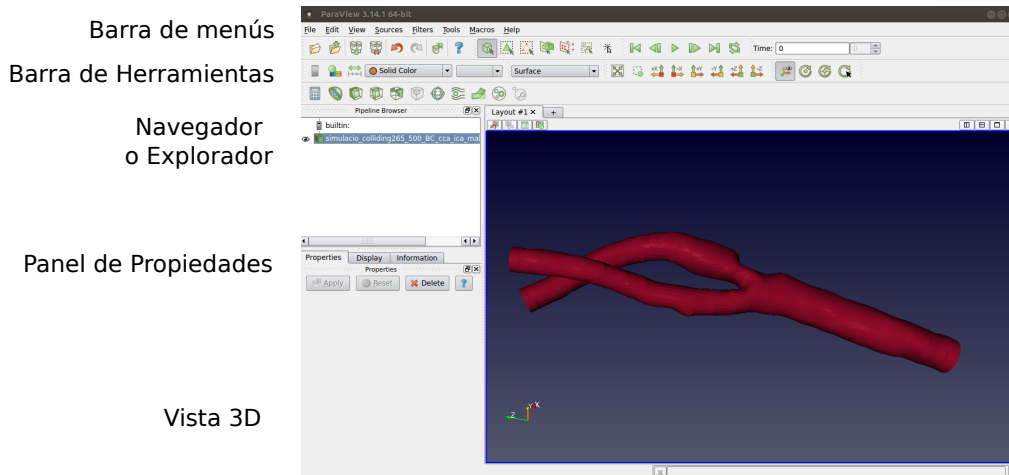 ParaView 3.14.1 64-bit
Barra de menús
File Edit View Sources Filters Tools Macros Help
Time: 0 0
Barra de Herramientas
Solid Color Surface
+X -X +Y -Y +Z -Z
Pipeline Browser
Layout #1 × +
Navegador
o Explorador
builtin:
simulacio_colliding265_500_BC_cca_ica_ma
Panel de Propiedades
Properties Display Information
Properties
Apply Reset Delete ?
Vista 3D
Z Y X